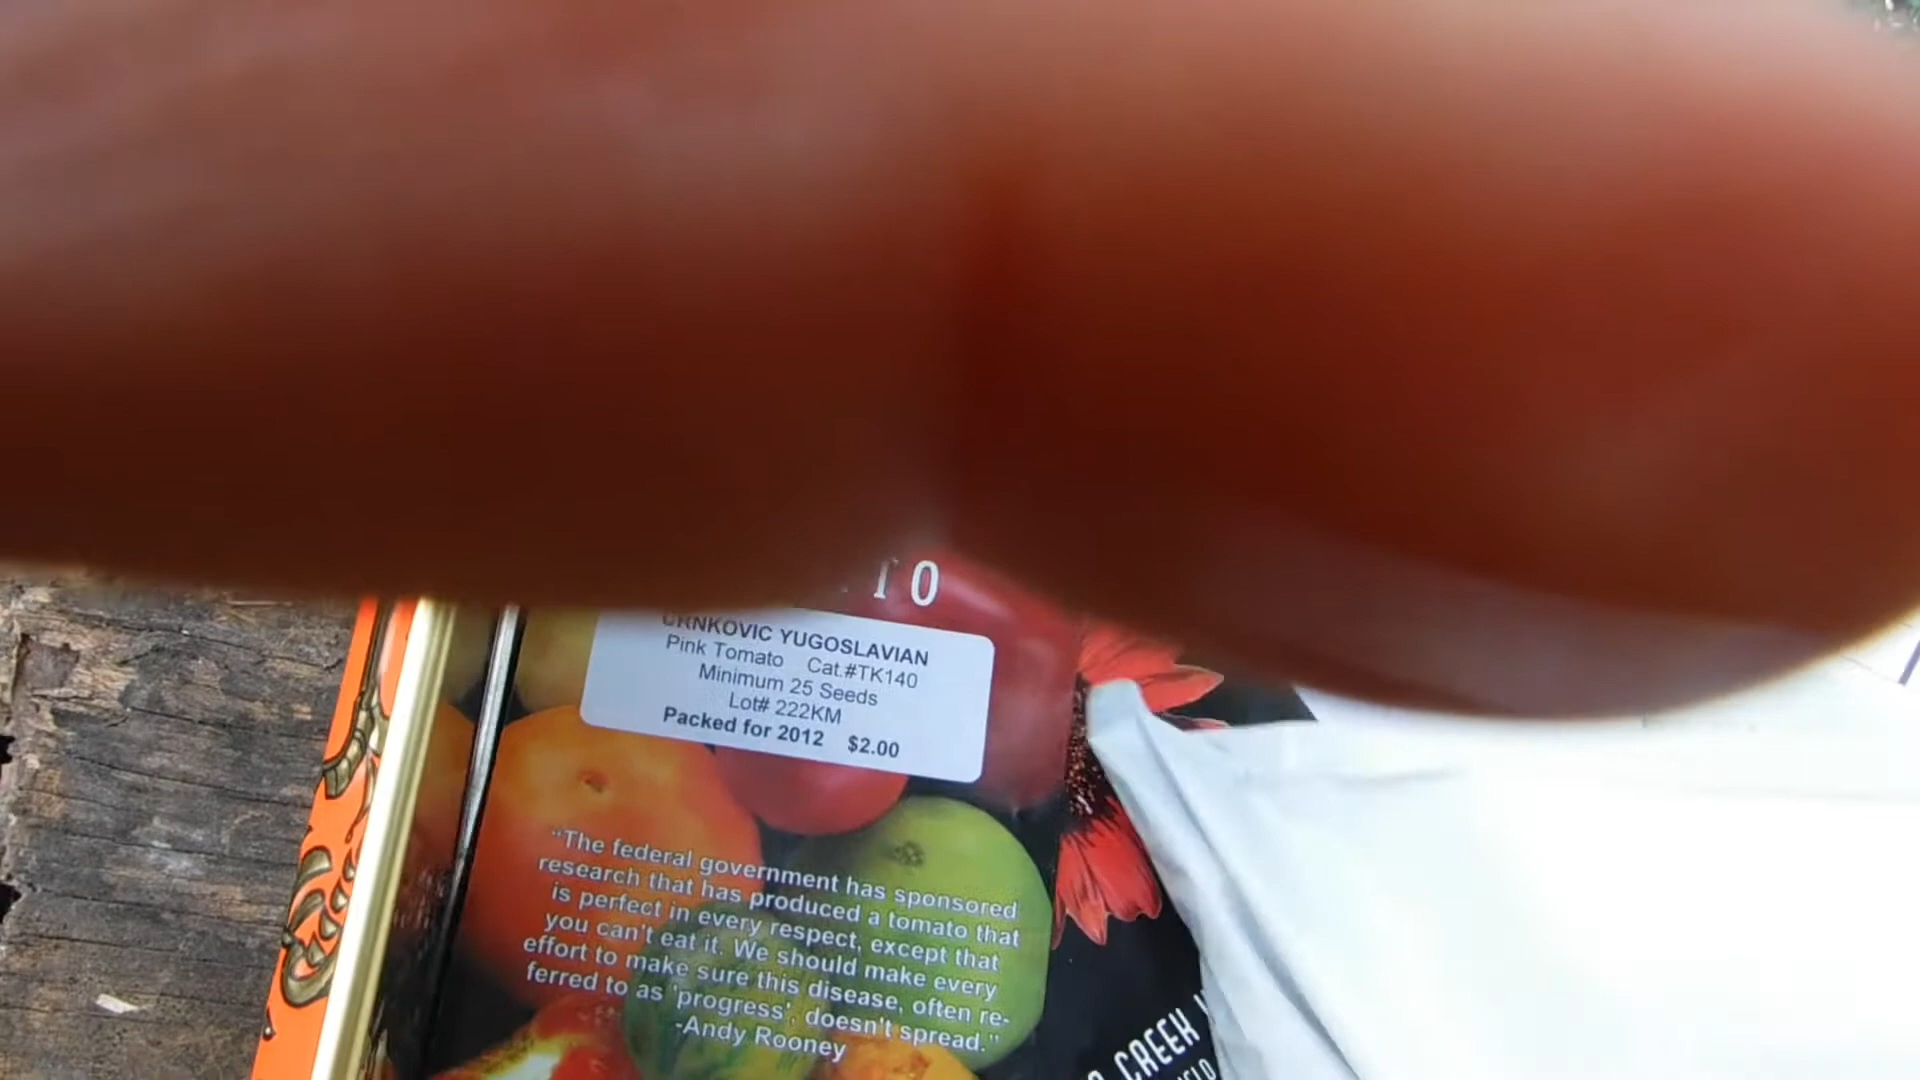 TO
CRNKOVIC YUGOSLAVIAN
Pink Tomato Cat.#TK140
Minimum 25 Seeds
Lot# 222KM
Packed for 2012 $2.00
“The federal government has sponsored
research that has produced a tomato that
is perfect in every respect, except that
you can't eat it. We should make every
effort to make sure this disease, often re-
ferred to as 'progress', doesn't spread.”
-Andy Rooney
CREEK